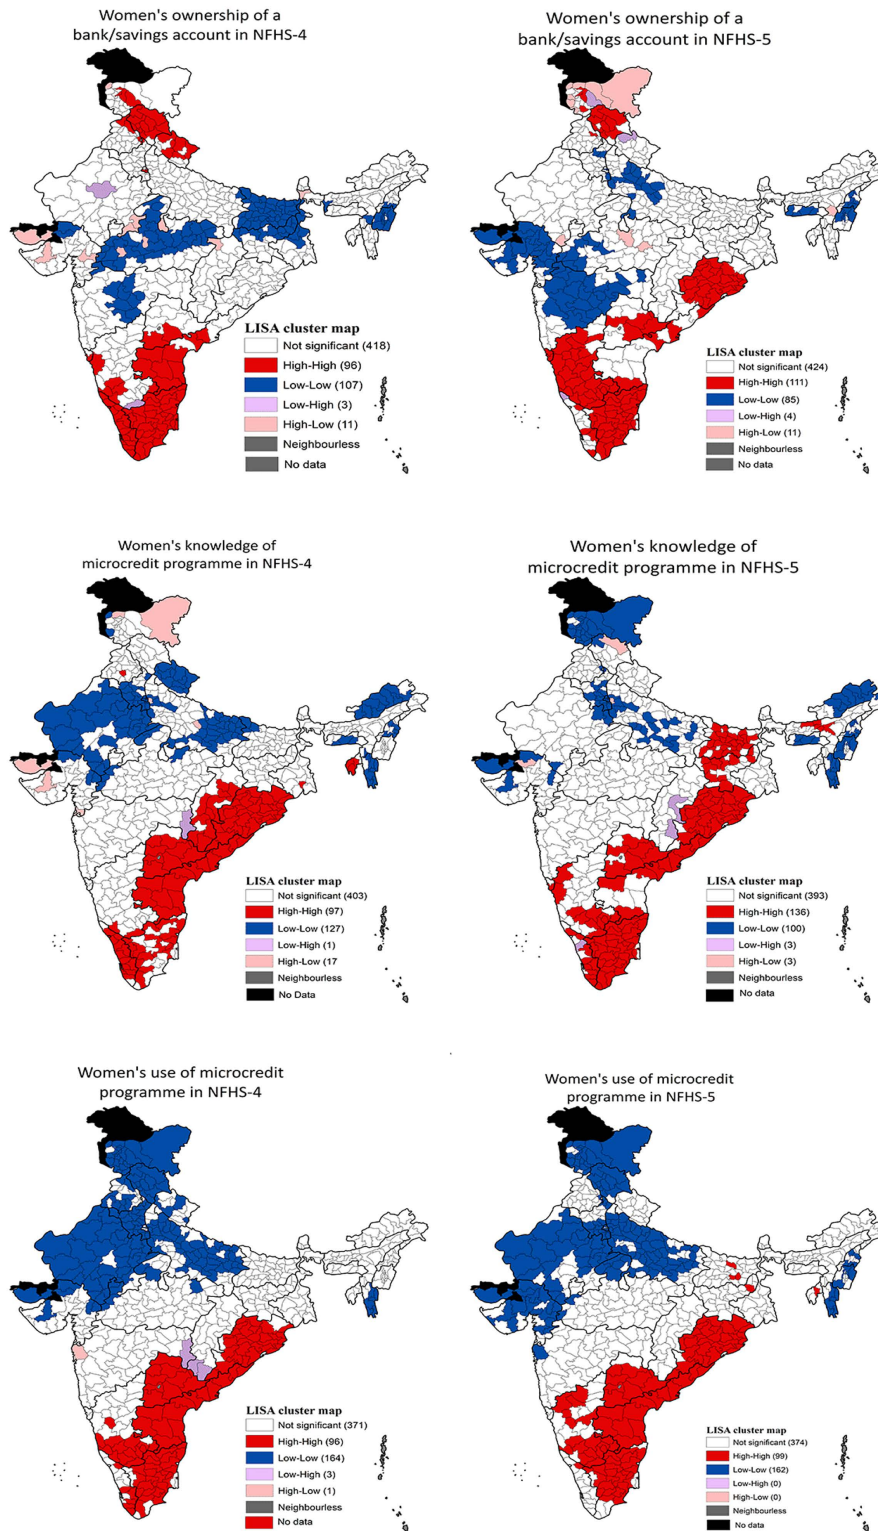 Women's ownership of a
bank/savings account in NFHS-4
LISA cluster map
Not significant (418)
High-High (96)
Low-Low (107)
Low-High (3)
High-Low (11)
Neighbourless
No data
Women's ownership of a
bank/savings account in NFHS-5
LISA cluster map
Not significant (424)
High-High (111)
Low-Low (85)
Low-High (4)
High-Low (11)
Neighbourless
No data
Women's knowledge of
microcredit programme in NFHS-4
LISA cluster map
Not significant (403)
High-High (97)
Low-Low (127)
Low-High (1)
High-Low (17
Neighbourless
No Data
Women's knowledge of
microcredit programme in NFHS-5
LISA cluster map
Not significant (393)
High-High (136)
Low-Low (100)
Low-High (3)
High-Low (3)
Neighbourless
No data
Women's use of microcredit
programme in NFHS-4
LISA cluster map
Not significant (371)
High-High (96)
Low-Low (164)
Low-High (3)
High-Low (1)
Neighbourless
No data
Women's use of microcredit
programme in NFHS-5
LISA cluster map
Not significant (374)
High-High (99)
Low-Low (162)
Low-High (0)
High-Low (0)
Neighbourless
No data